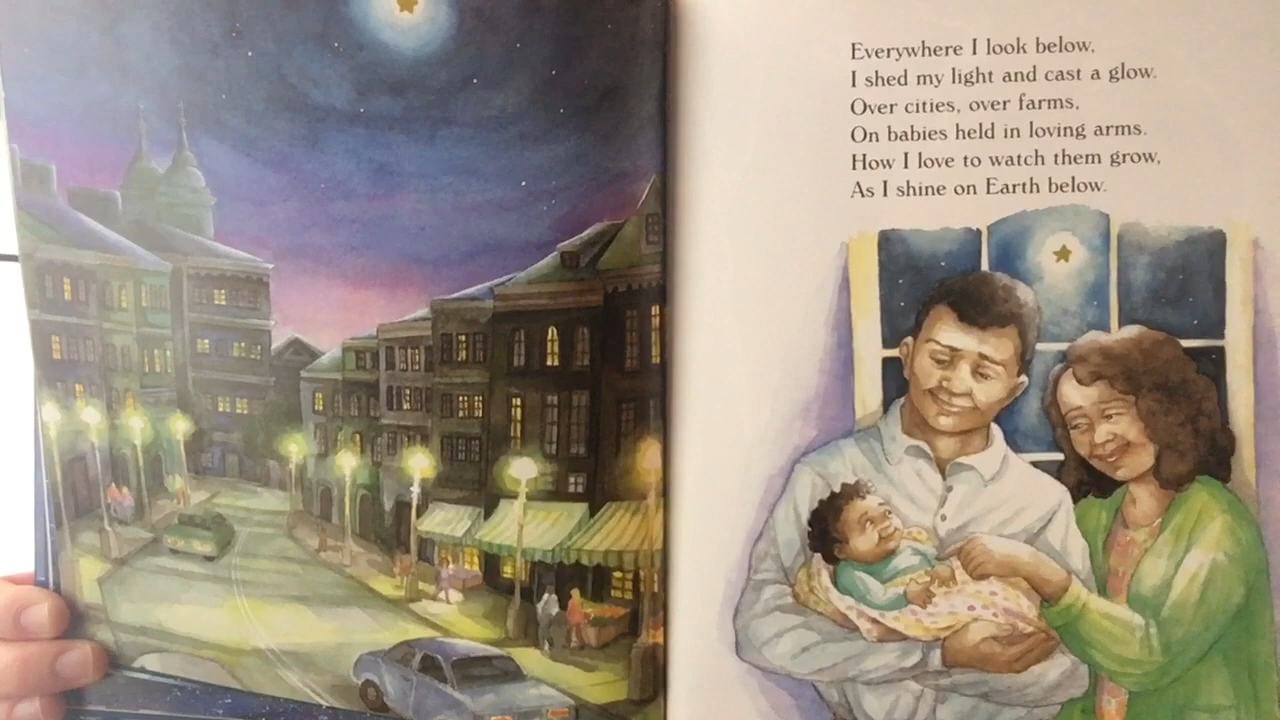 Everywhere I look below,
I shed my light and cast a glow.
Over cities, over farms,
On babies held in loving arms.
How I love to watch them grow,
As I shine on Earth below.